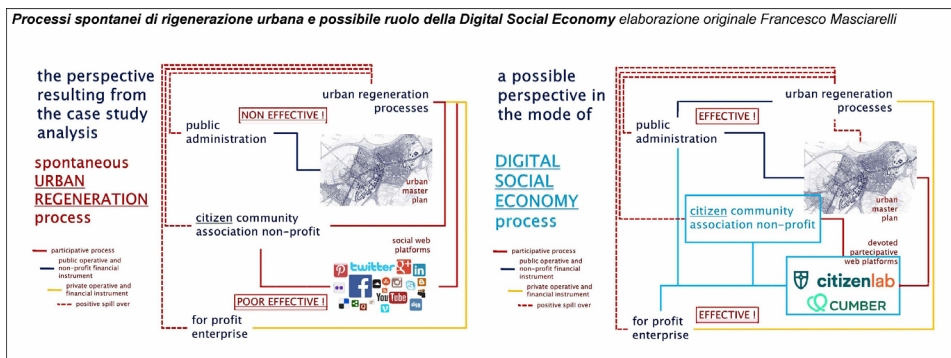 Processi spontanei di rigenerazione urbana e possibile ruolo della Digital Social Economy elaborazione originale Francesco Masciarelli
the perspective
resulting from
the case study
analysis
spontaneous
URBAN
REGENERATION
process
participative process
public operative and
non-profit financial
instrument
private operative and
financial instrument
positive spill over
urban regeneration
processes
NON EFFECTIVE !
public
administration
urban
master
plan
citizen community
association non-profit
social web
platforms
twitter
You Tube
digg
POOR EFFECTIVE !
for profit
enterprise
a possible
perspective in
the mode of
DIGITAL
SOCIAL
ECONOMY
process
participative process
public operative and
non-profit financial
instrument
private operative and
financial instrument
positive spill over
urban regeneration
processes
EFFECTIVE !
public
administration
urban
master
plan
citizen community
association non-profit
devoted
partecipative
web platforms
citizenlab
CUMBER
EFFECTIVE !
for profit
enterprise